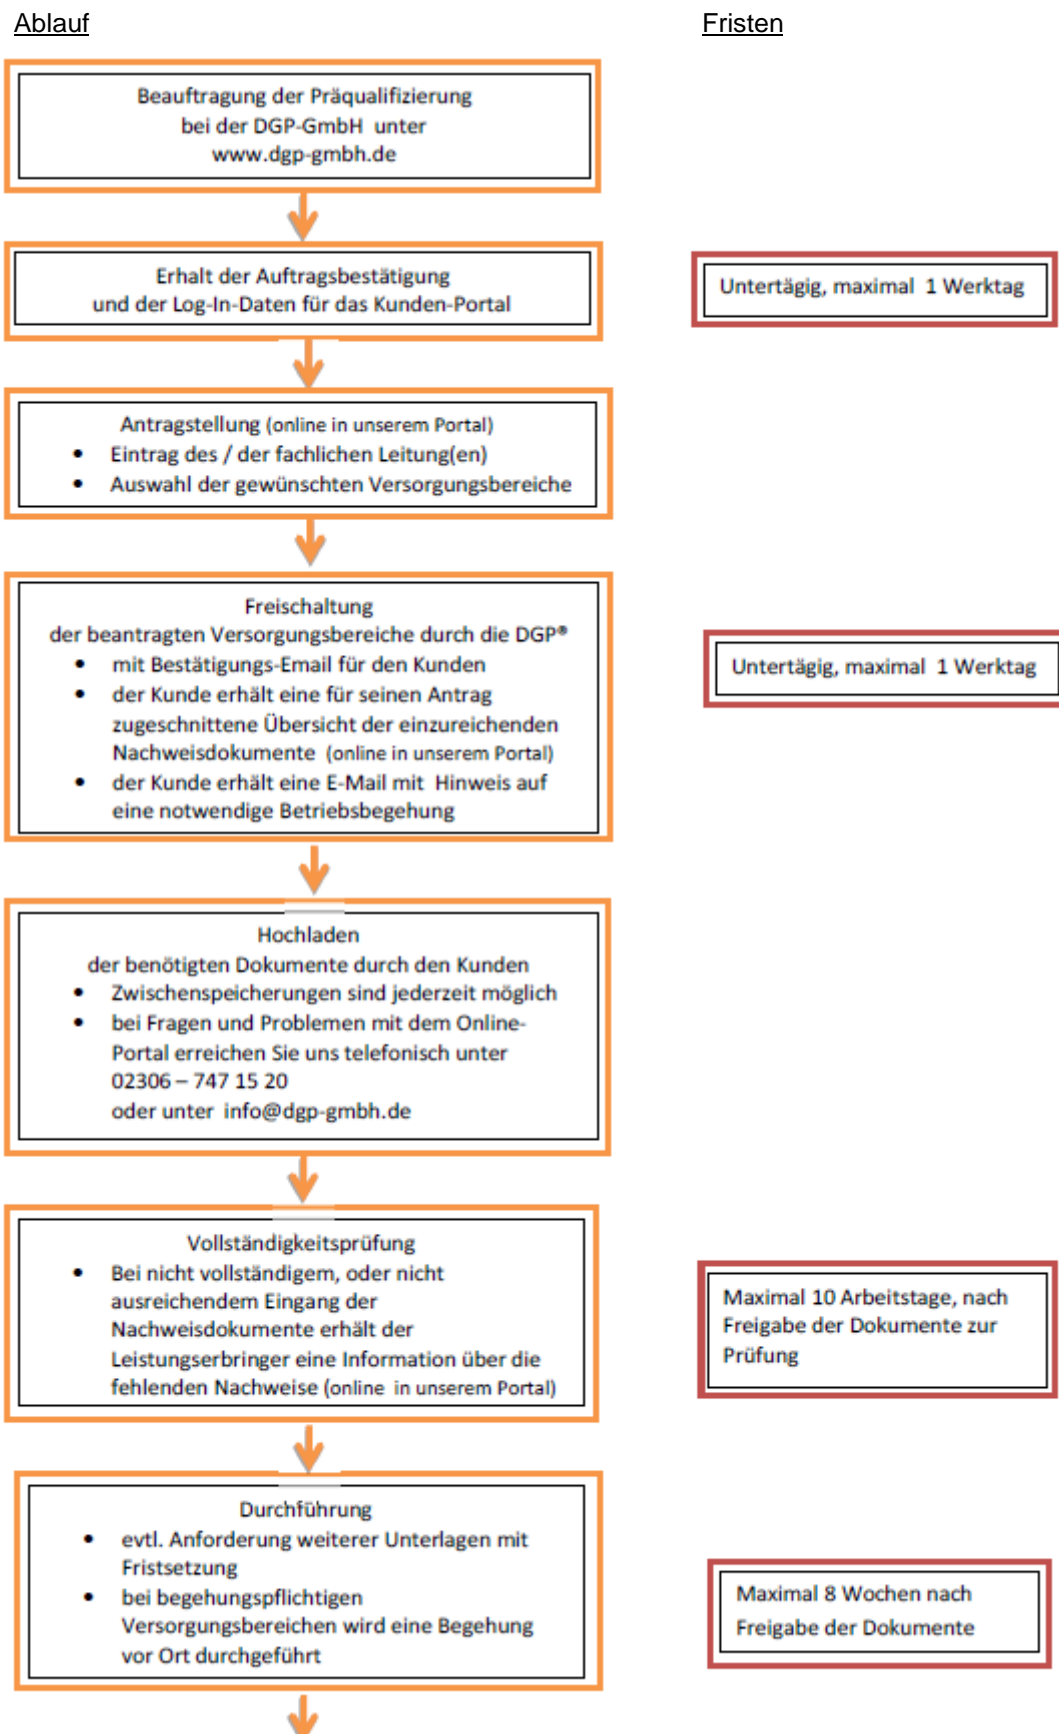 Ablauf
Fristen
Beauftragung der Präqualifizierung
bei der DGP-GmbH unter
www.dgp-gmbh.de
Erhalt der Auftragsbestätigung
und der Log-In-Daten für das Kunden-Portal
Untertägig, maximal 1 Werktag
Antragstellung (online in unserem Portal)
• Eintrag des / der fachlichen Leitung(en)
• Auswahl der gewünschten Versorgungsbereiche
Freischaltung
der beantragten Versorgungsbereiche durch die DGP®
• mit Bestätigungs-Email für den Kunden
• der Kunde erhält eine für seinen Antrag
zugeschnittene Übersicht der einzureichenden
Nachweisdokumente (online in unserem Portal)
• der Kunde erhält eine E-Mail mit Hinweis auf
eine notwendige Betriebsbegehung
Untertägig, maximal 1 Werktag
Hochladen
der benötigten Dokumente durch den Kunden
• Zwischenspeicherungen sind jederzeit möglich
• bei Fragen und Problemen mit dem Online-
Portal erreichen Sie uns telefonisch unter
02306 – 747 15 20
oder unter info@dgp-gmbh.de
Vollständigkeitsprüfung
• Bei nicht vollständigem, oder nicht
ausreichendem Eingang der
Nachweisdokumente erhält der
Leistungserbringer eine Information über die
fehlenden Nachweise (online in unserem Portal)
Maximal 10 Arbeitstage, nach
Freigabe der Dokumente zur
Prüfung
Durchführung
• evtl. Anforderung weiterer Unterlagen mit
Fristsetzung
• bei begehungspflichtigen
Versorgungsbereichen wird eine Begehung
vor Ort durchgeführt
Maximal 8 Wochen nach
Freigabe der Dokumente